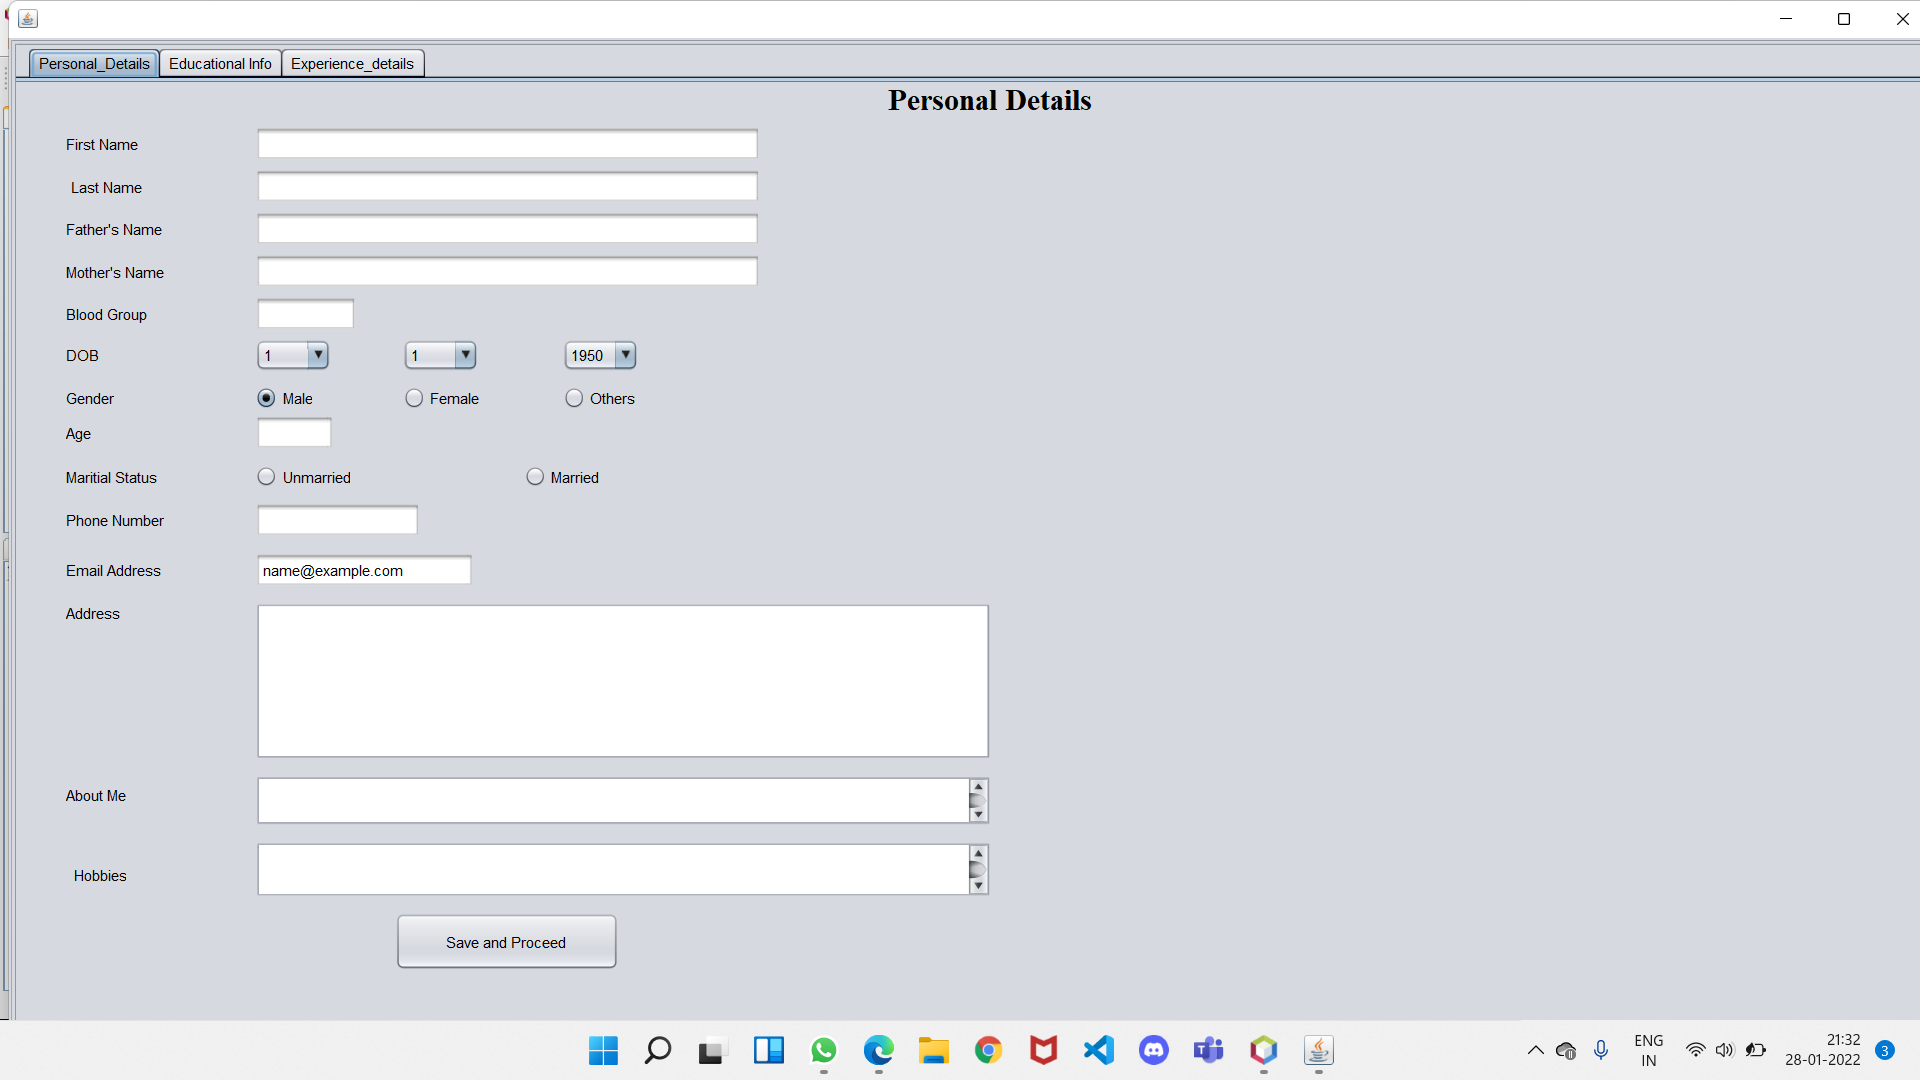 Personal_Details Educational Info Experience_details
Personal Details
First Name
Last Name
Father's Name
Mother's Name
Blood Group
DOB 1 1 1950
Gender Male Female Others
Age
Maritial Status Unmarried Married
Phone Number
Email Address name@example.com
Address
About Me
Hobbies
Save and Proceed
ENG 21:32
IN 28-01-2022 3